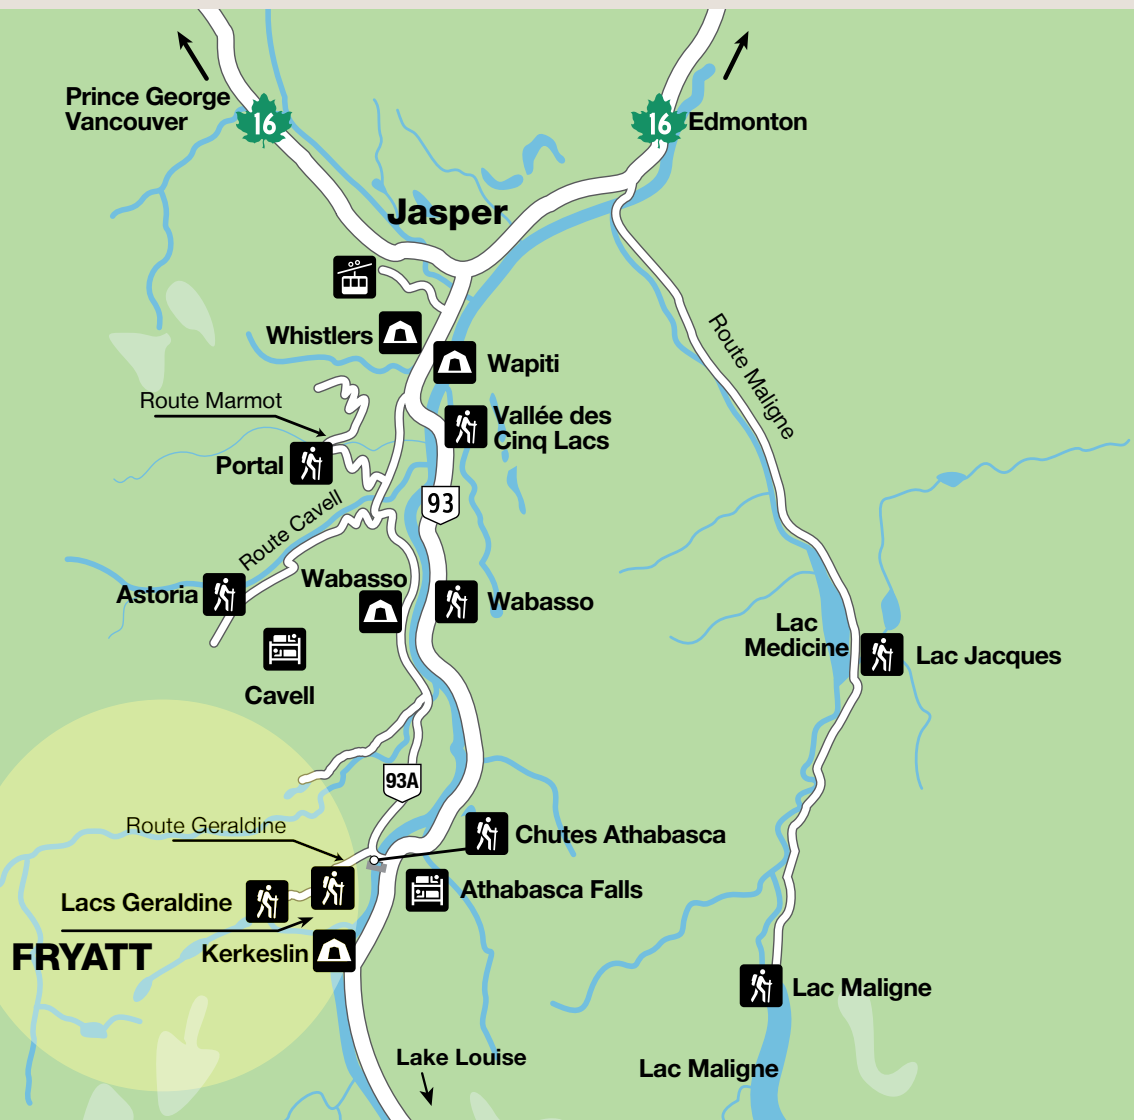 Prince George
Vancouver
16
16
Edmonton
Jasper
Whistlers
Wapiti
Route Maligne
Route Marmot
Vallée des
Cinq Lacs
Portal
93
Route Cavell
Astoria
Wabasso
Wabasso
Lac
Medicine
Lac Jacques
Cavell
93A
Route Geraldine
Chutes Athabasca
Athabasca Falls
Lacs Geraldine
FRYATT
Kerkeslin
Lac Maligne
Lake Louise
Lac Maligne